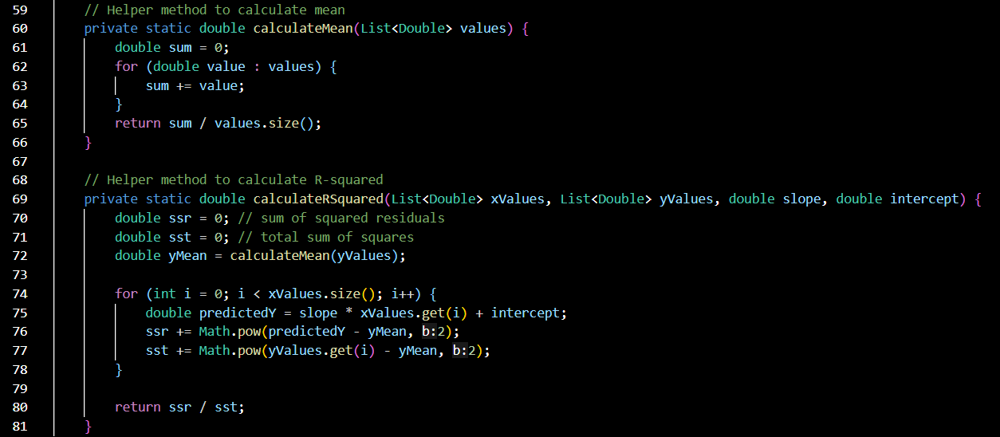 59 // Helper method to calculate mean
60 private static double calculateMean(List<Double> values) {
61 double sum = 0;
62 for (double value : values) {
63 sum += value;
64 }
65 return sum / values.size();
66 }
67
68 // Helper method to calculate R-squared
69 private static double calculateRSquared(List<Double> xValues, List<Double> yValues, double slope, double intercept) {
70 double ssr = 0; // sum of squared residuals
71 double sst = 0; // total sum of squares
72 double yMean = calculateMean(yValues);
73
74 for (int i = 0; i < xValues.size(); i++) {
75 double predictedY = slope * xValues.get(i) + intercept;
76 ssr += Math.pow(predictedY - yMean, b:2);
77 sst += Math.pow(yValues.get(i) - yMean, b:2);
78 }
79
80 return ssr / sst;
81 }